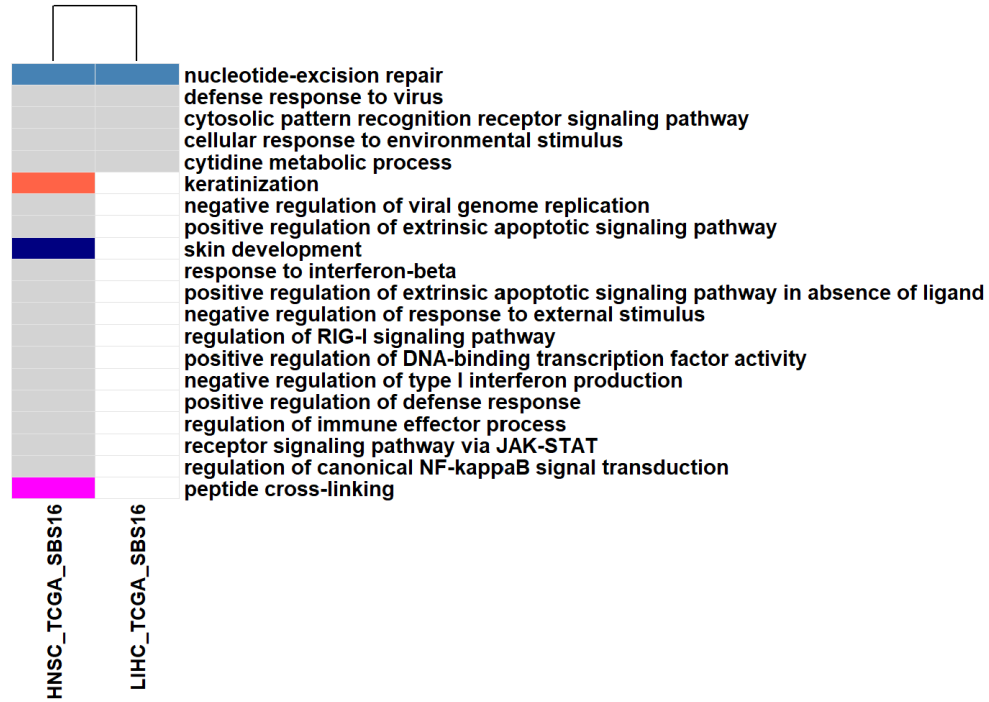 nucleotide-excision repair
defense response to virus
cytosolic pattern recognition receptor signaling pathway
cellular response to environmental stimulus
cytidine metabolic process
keratinization
negative regulation of viral genome replication
positive regulation of extrinsic apoptotic signaling pathway
skin development
response to interferon-beta
positive regulation of extrinsic apoptotic signaling pathway in absence of ligand
negative regulation of response to external stimulus
regulation of RIG-I signaling pathway
positive regulation of DNA-binding transcription factor activity
negative regulation of type I interferon production
positive regulation of defense response
regulation of immune effector process
receptor signaling pathway via JAK-STAT
regulation of canonical NF-kappaB signal transduction
peptide cross-linking
HNSC_TCGA_SBS16
LIHC_TCGA_SBS16